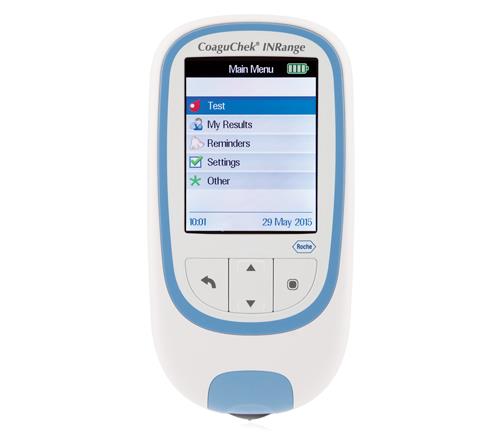 CoaguChek® INRange
Main Menu
Test
My Results
Reminders
Settings
Other
10:01 29 May 2015
Roche